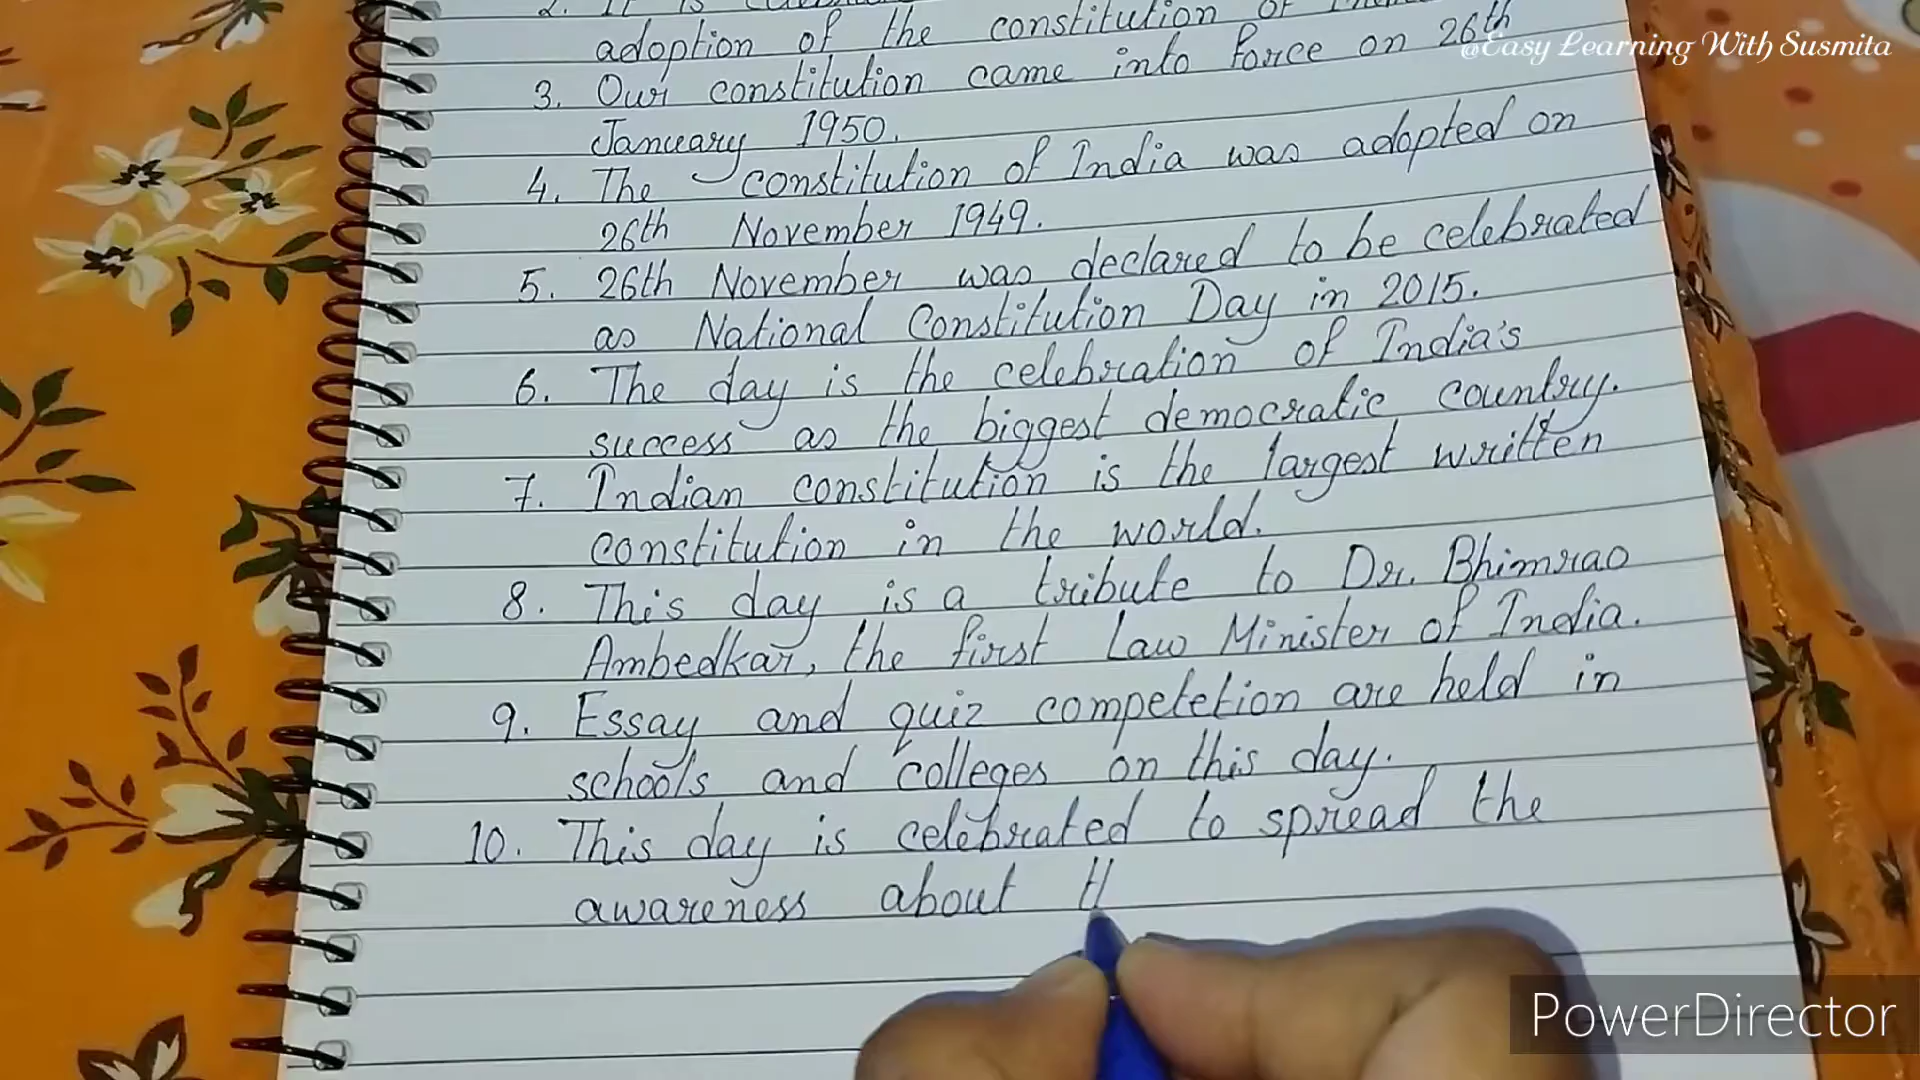 2. It is celebration
adoption of the constitution of India
3. Our constitution came into force on 26th
@Easy Learning With Susmita
January 1950.
4. The constitution of India was adopted on
26th November 1949.
5. 26th November was declared to be celebrated
as National Constitution Day in 2015.
6. The day is the celebration of India's
success as the biggest democratic country.
7. Indian constitution is the largest written
constitution in the world.
8. This day is a tribute to Dr. Bhimrao
Ambedkar, the first Law Minister of India.
9. Essay and quiz competetion are held in
schools and colleges on this day.
10. This day is celebrated to spread the
awareness about
PowerDirector